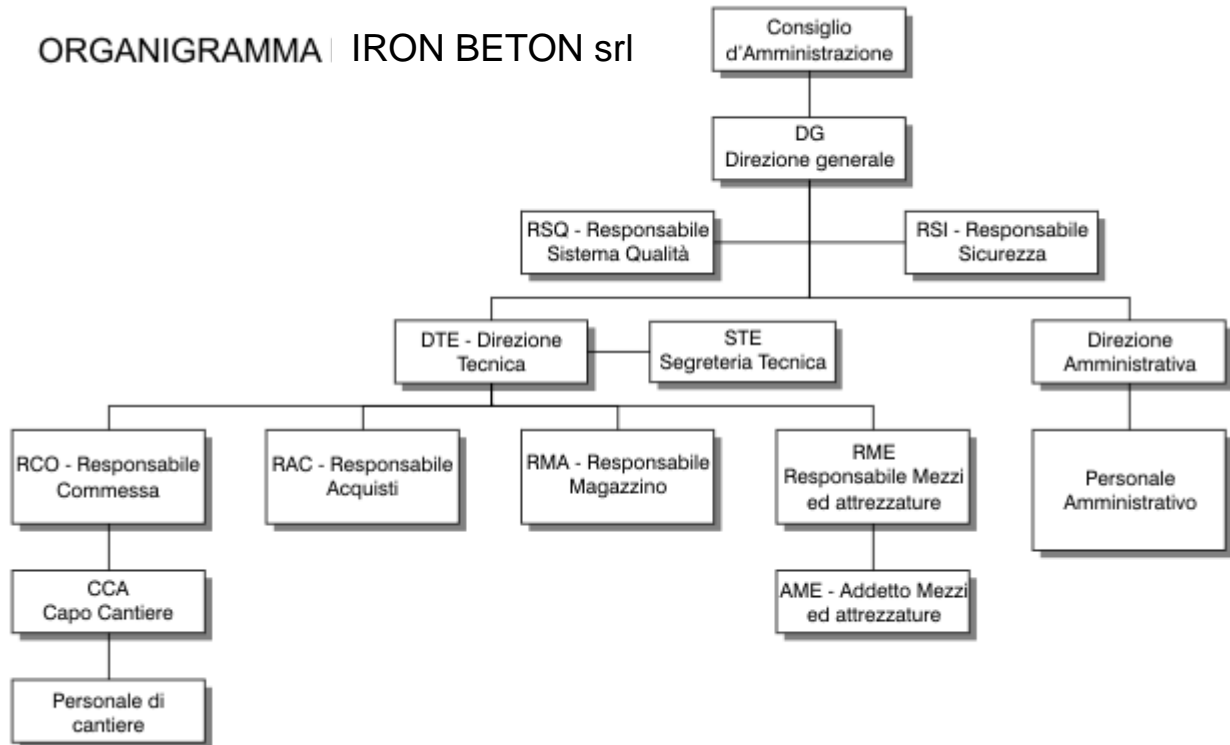 ORGANIGRAMMA IRON BETON srl
Consiglio
d'Amministrazione
DG
Direzione generale
RSQ - Responsabile
Sistema Qualità
RSI - Responsabile
Sicurezza
DTE - Direzione
Tecnica
STE
Segreteria Tecnica
Direzione
Amministrativa
RCO - Responsabile
Commessa
RAC - Responsabile
Acquisti
RMA - Responsabile
Magazzino
RME
Responsabile Mezzi
ed attrezzature
Personale
Amministrativo
CCA
Capo Cantiere
AME - Addetto Mezzi
ed attrezzature
Personale di
cantiere